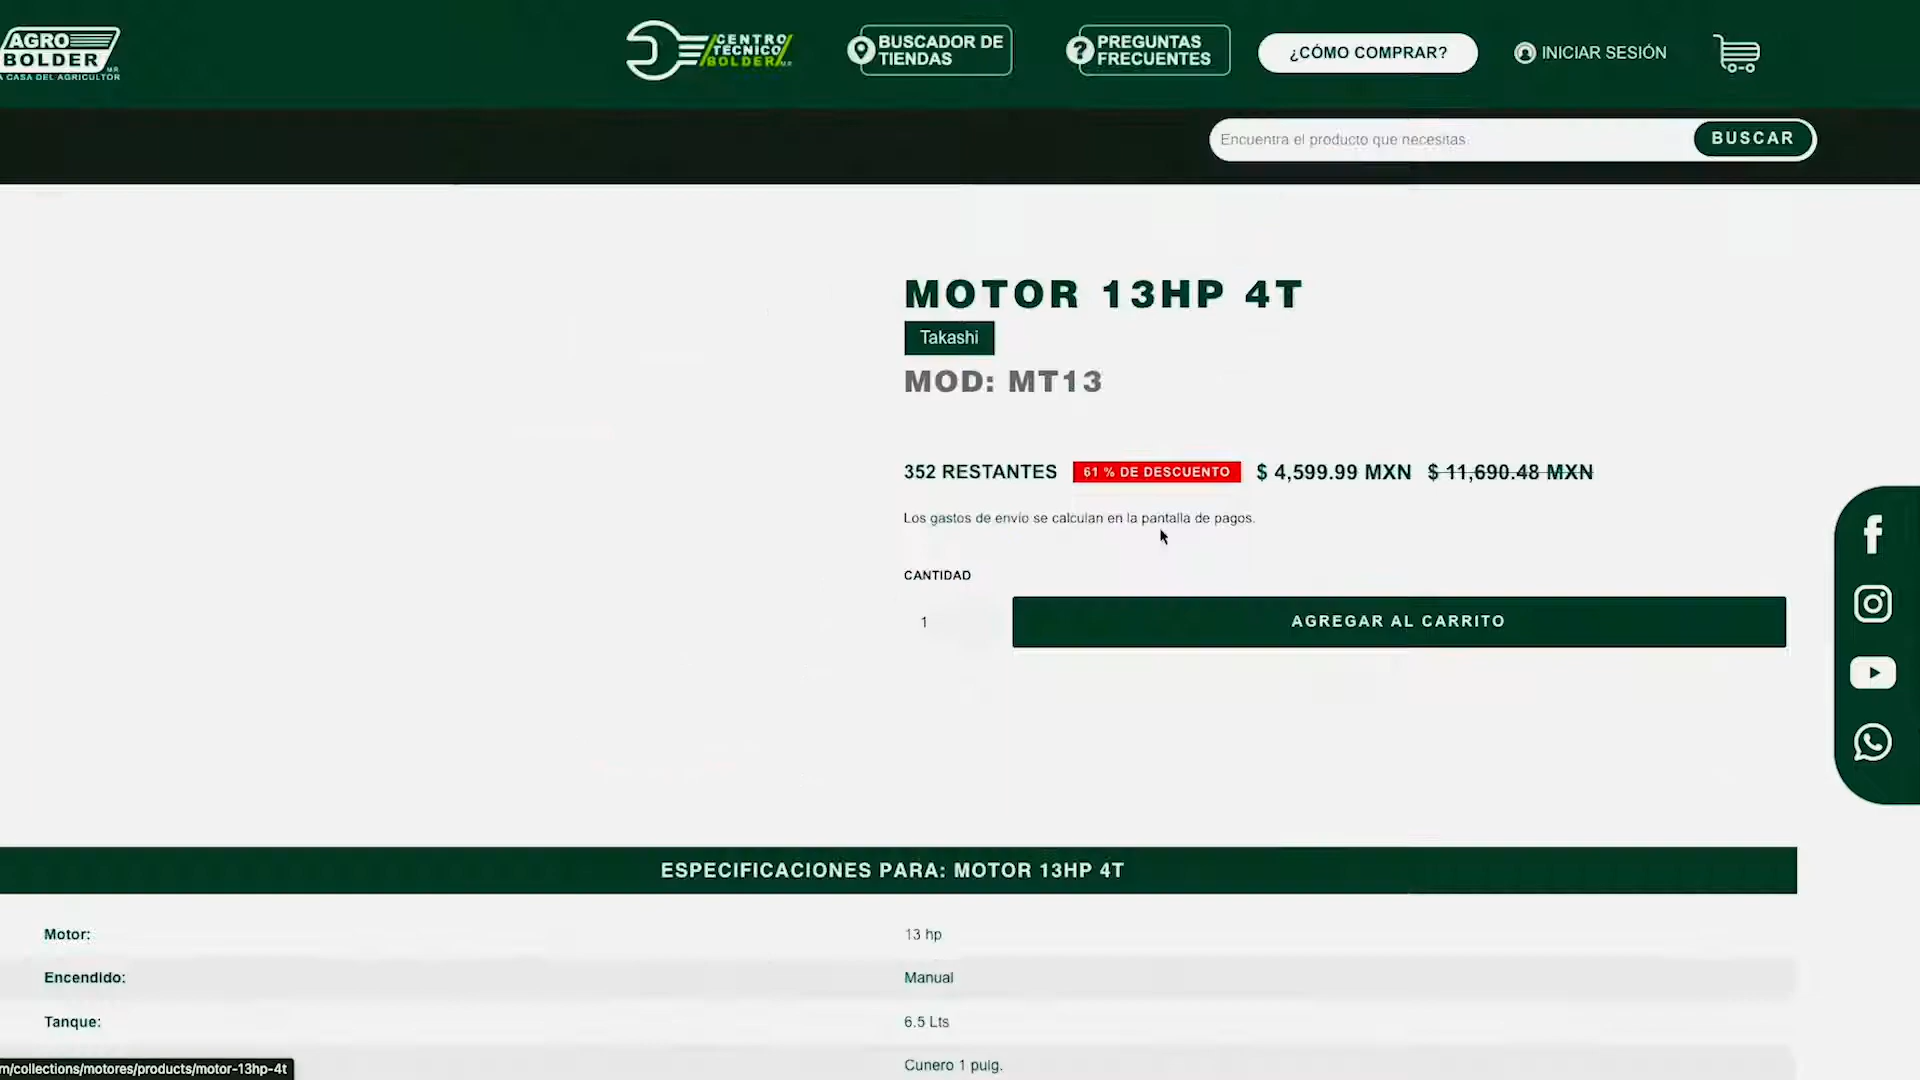 AGRO
BOLDER
LA CASA DEL AGRICULTOR
CENTRO
TÉCNICO
BOLDER
BUSCADOR DE
TIENDAS
PREGUNTAS
FRECUENTES
¿CÓMO COMPRAR?
INICIAR SESIÓN
Encuentra el producto que necesitas
BUSCAR
MOTOR 13HP 4T
Takashi
MOD: MT13
352 RESTANTES 61 % DE DESCUENTO $ 4,599.99 MXN $ 11,690.48 MXN
Los gastos de envío se calculan en la pantalla de pagos.
CANTIDAD
1
AGREGAR AL CARRITO
ESPECIFICACIONES PARA: MOTOR 13HP 4T
Motor: 13 hp
Encendido: Manual
Tanque: 6.5 Lts
Cunero 1 pulg.
m/collections/motores/products/motor-13hp-4t